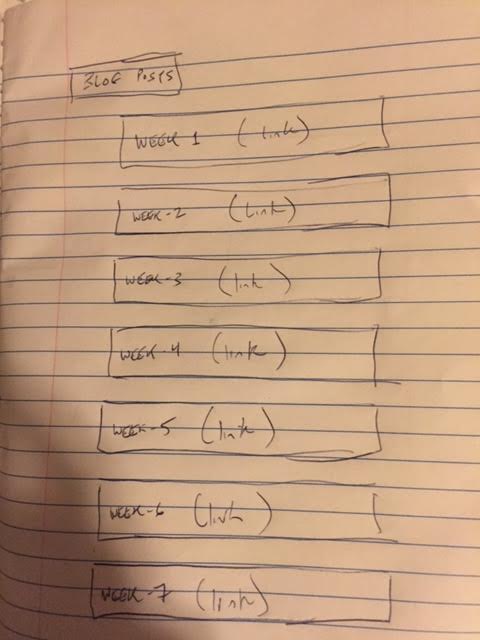 BLOG POSTS
WEEK 1 (link)
WEEK-2 (Link)
WEEK-3 (link)
WEEK-4 (link)
WEEK-5 (link)
WEEK-6 (link)
WEEK-7 (link)